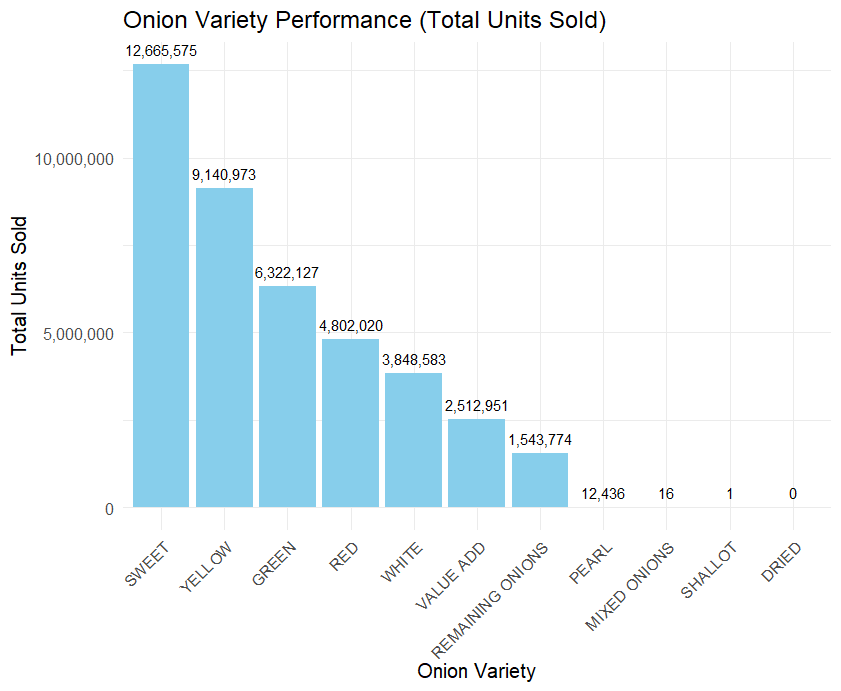 Onion Variety Performance (Total Units Sold)
12,665,575
9,140,973
6,322,127
4,802,020
3,848,583
2,512,951
1,543,774
12,436
16
1
0
10,000,000
5,000,000
0
Total Units Sold
SWEET
YELLOW
GREEN
RED
WHITE
VALUE ADD
REMAINING ONIONS
PEARL
MIXED ONIONS
SHALLOT
DRIED
Onion Variety